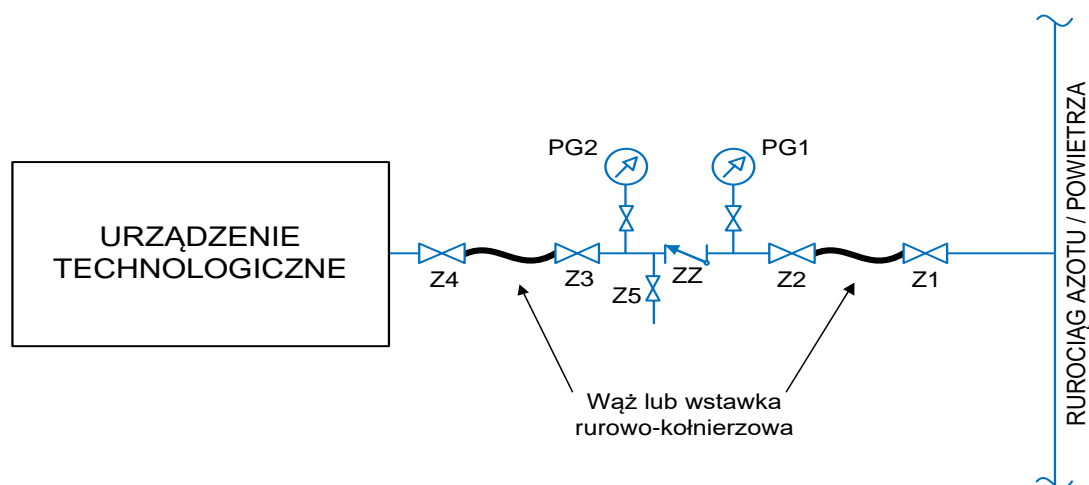 PG2
PG1
URZĄDZENIE
TECHNOLOGICZNE
Z4
Z3
Z5
ZZ
Z2
Z1
Wąż lub wstawka
rurowo-kołnierzowa
RUROCIĄG AZOTU / POWIETRZA